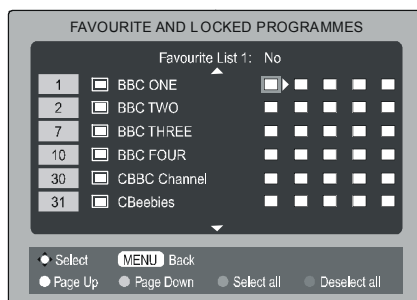 FAVOURITE AND LOCKED PROGRAMMES
Favourite List 1: No
1 BBC ONE
2 BBC TWO
7 BBC THREE
10 BBC FOUR
30 CBBC Channel
31 CBeebies
Select MENU Back
Page Up Page Down Select all Deselect all